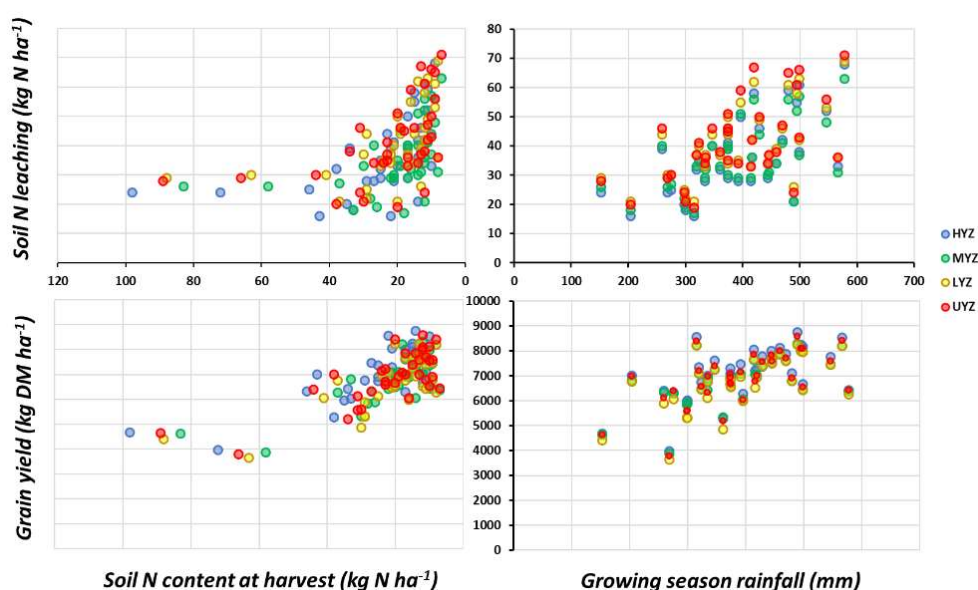 Soil N leaching (kg N ha⁻¹)
80
70
60
50
40
30
20
10
0
120 100 80 60 40 20 0
0 100 200 300 400 500 600 700
HYZ
MYZ
LYZ
UYZ
Grain yield (kg DM ha⁻¹)
10000
9000
8000
7000
6000
5000
4000
3000
2000
1000
0
Soil N content at harvest (kg N ha⁻¹)
Growing season rainfall (mm)